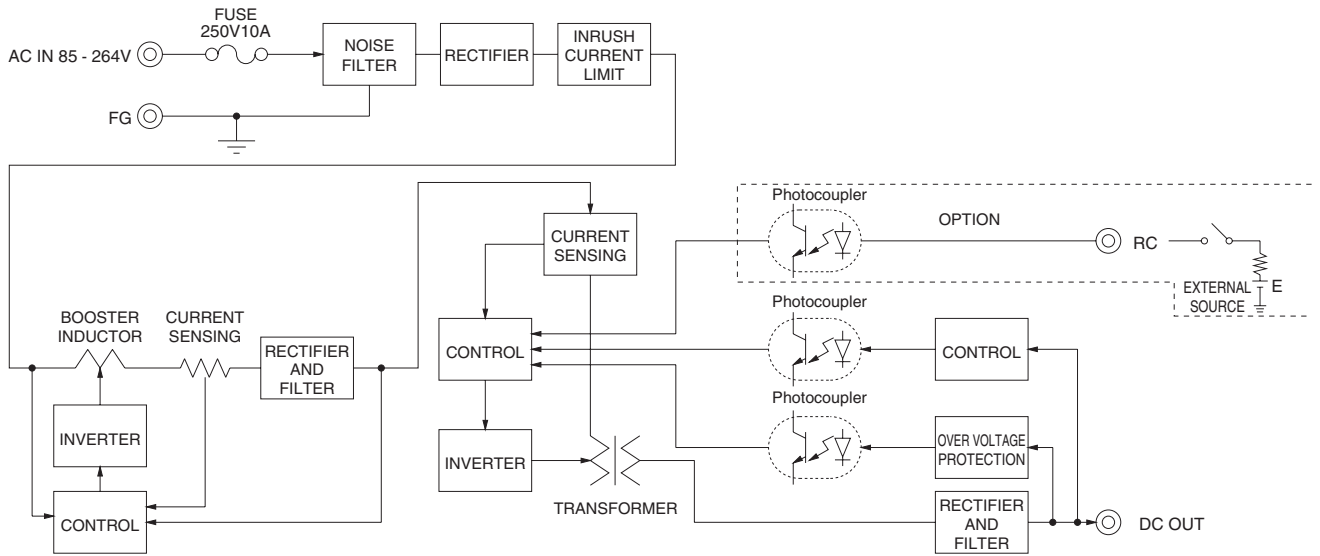 FUSE
250V10A
AC IN 85 - 264V
NOISE
FILTER
RECTIFIER
INRUSH
CURRENT
LIMIT
FG
Photocoupler
OPTION
RC
CURRENT
SENSING
EXTERNAL
SOURCE
E
BOOSTER
INDUCTOR
CURRENT
SENSING
RECTIFIER
AND
FILTER
CONTROL
Photocoupler
CONTROL
Photocoupler
INVERTER
INVERTER
OVER VOLTAGE
PROTECTION
TRANSFORMER
CONTROL
RECTIFIER
AND
FILTER
DC OUT